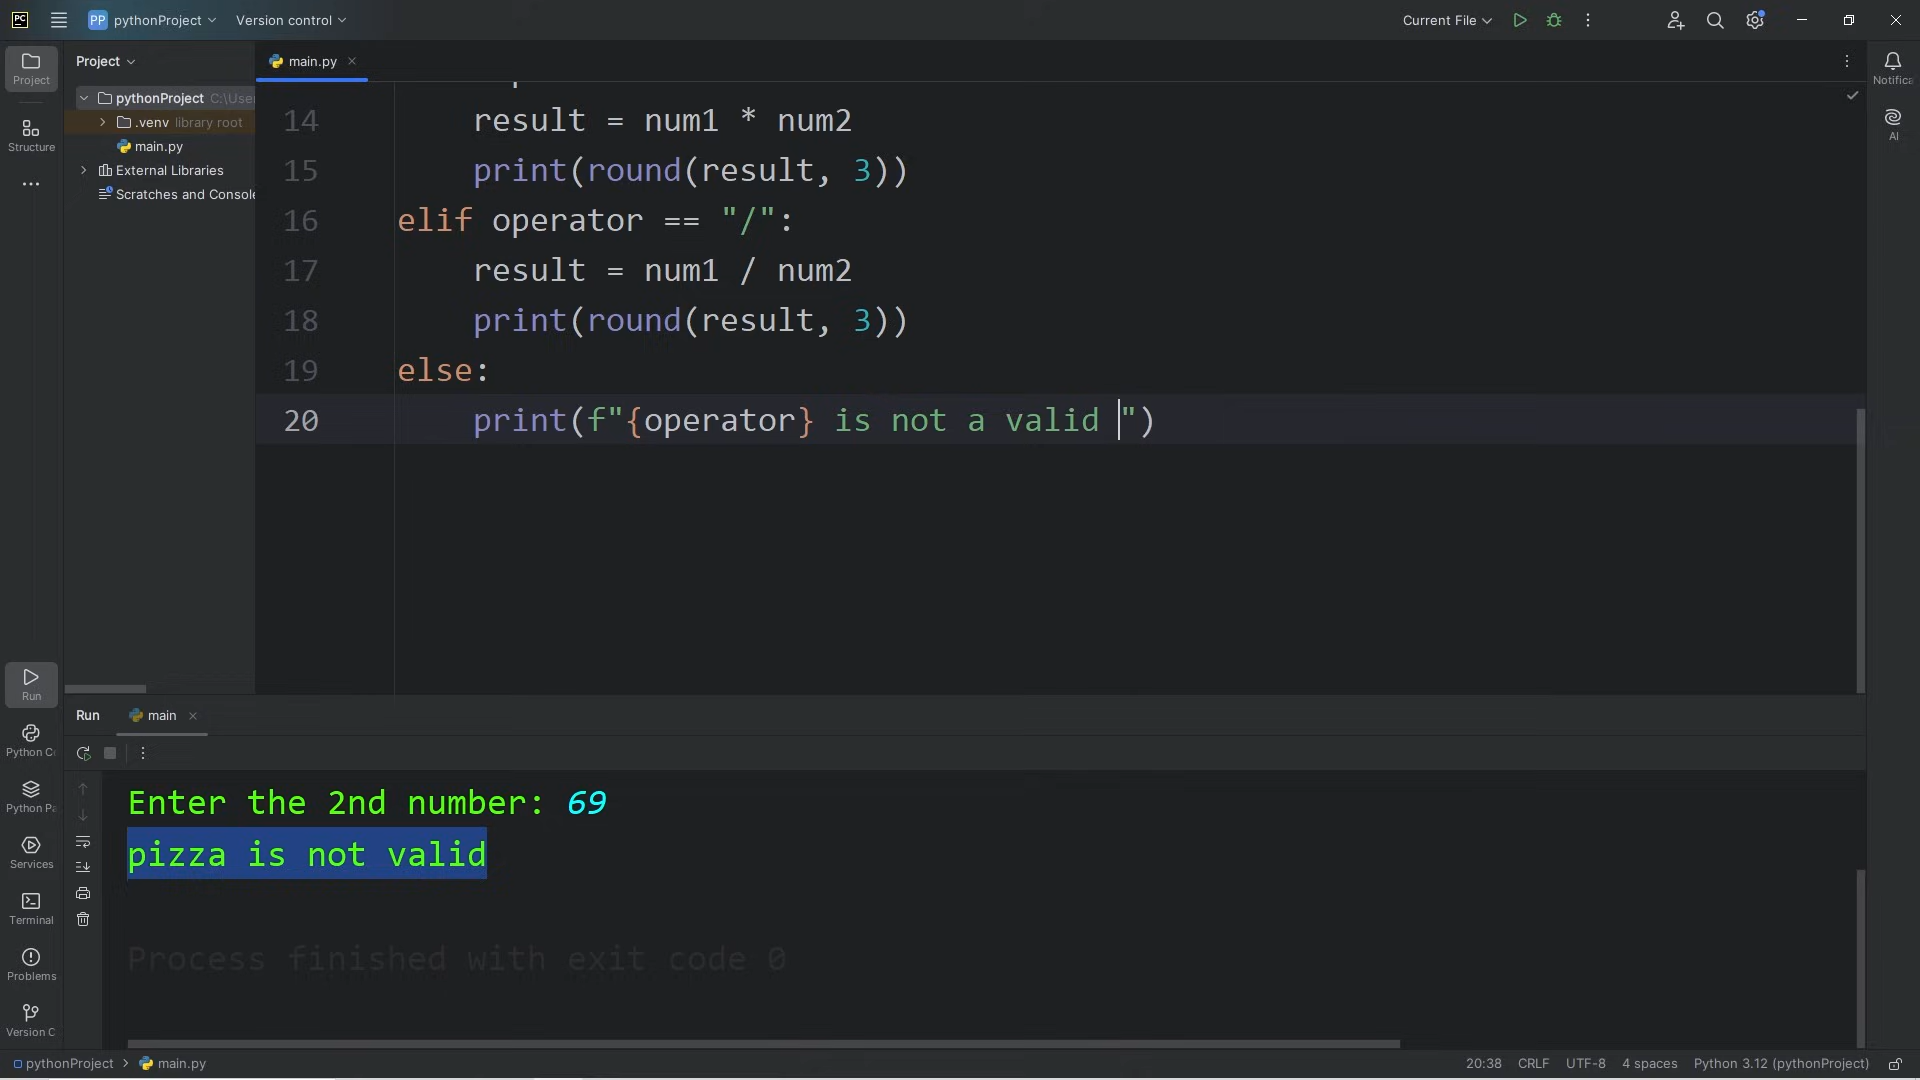 PC
PP pythonProject
Version control
Current File
Project
main.py
Project
Notifica
pythonProject C:\Use
.venv library root
main.py
Structure
External Libraries
Scratches and Consol
AI
14 result = num1 * num2
15 print(round(result, 3))
16 elif operator == "/":
17 result = num1 / num2
18 print(round(result, 3))
19 else:
20 print(f"{operator} is not a valid ")
Run
Python C
Python Pa
Services
Terminal
Problems
Version C
Run
main
Enter the 2nd number: 69
pizza is not valid
Process finished with exit code 0
pythonProject > main.py
20:38 CRLF UTF-8 4 spaces Python 3.12 (pythonProject)